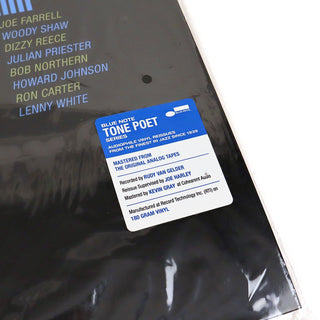 JOE FARRELL
WOODY SHAW
DIZZY REECE
JULIAN PRIESTER
BOB NORTHERN
HOWARD JOHNSON
RON CARTER
LENNY WHITE
BLUE NOTE
TONE POET
SERIES
AUDIOPHILE VINYL REISSUES
FROM THE FINEST IN JAZZ SINCE 1939
MASTERED FROM
THE ORIGINAL ANALOG TAPES
Recorded by RUDY VAN GELDER
Reissue Supervised by JOE HARLEY
Mastered by KEVIN GRAY at Cohearent Audio
Manufactured at Record Technology Inc. (RTI) on
180 GRAM VINYL